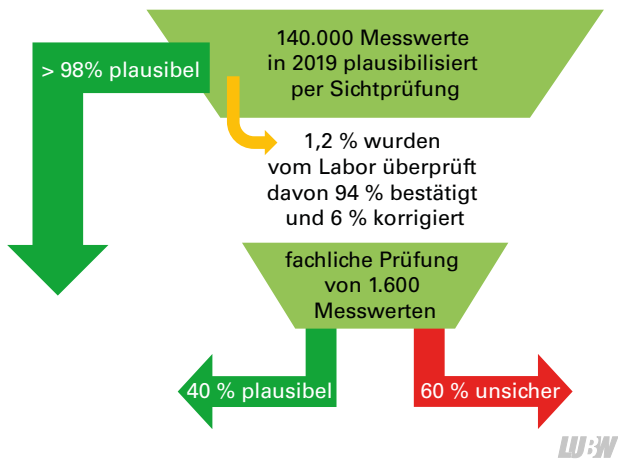 140.000 Messwerte
in 2019 plausibilisiert
per Sichtprüfung
> 98% plausibel
1,2 % wurden
vom Labor überprüft
davon 94 % bestätigt
und 6 % korrigiert
fachliche Prüfung
von 1.600
Messwerten
40 % plausibel
60 % unsicher
LUBW